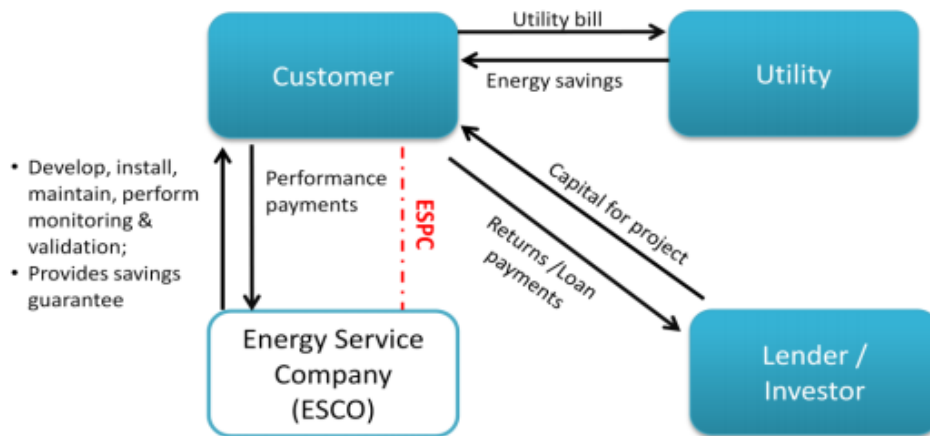 Utility bill
Customer
Utility
Energy savings
• Develop, install,
maintain, perform
monitoring &
validation;
• Provides savings
guarantee
Performance
payments
ESPC
Capital for project
Returns /Loan
payments
Energy Service
Company
(ESCO)
Lender /
Investor